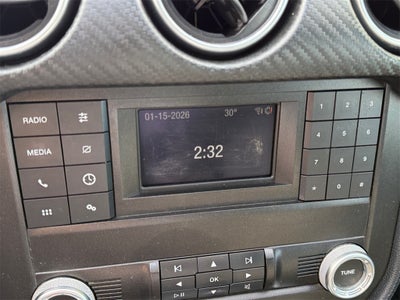 01-15-2026 30°
2:32
RADIO
MEDIA
1 2 3
4 5 6
7 8 9
* 0 #
OK
TUNE